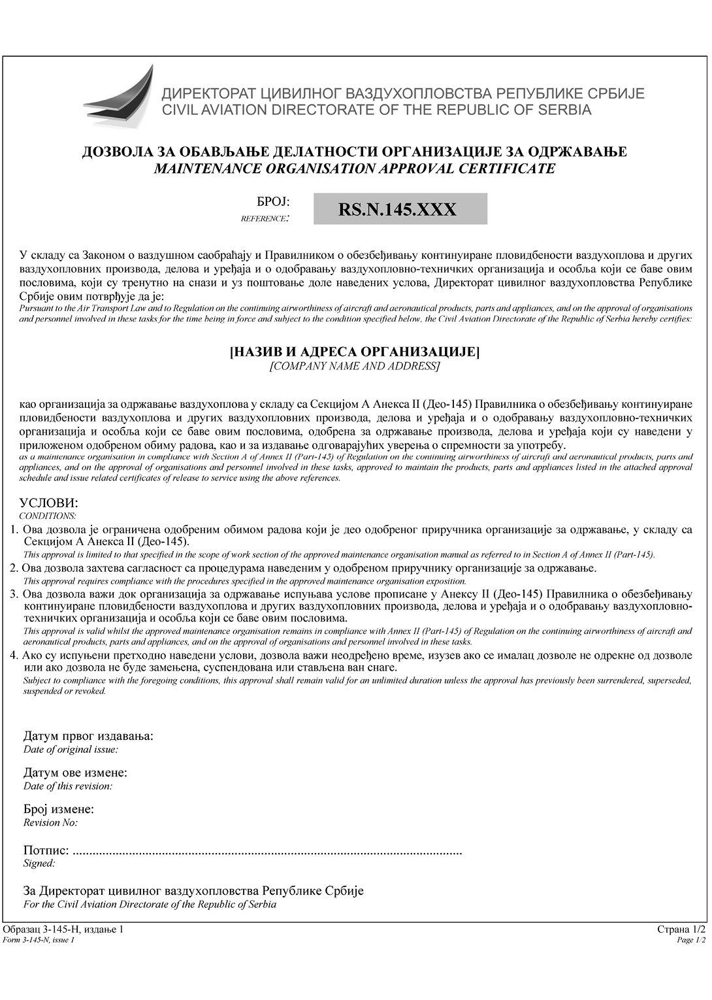 ДИРЕКТОРАТ ЦИВИЛНОГ ВАЗДУХОПЛОВСТВА РЕПУБЛИКЕ СРБИЈЕ
CIVIL AVIATION DIRECTORATE OF THE REPUBLIC OF SERBIA
ДОЗВОЛА ЗА ОБАВЉАЊЕ ДЕЛАТНОСТИ ОРГАНИЗАЦИЈЕ ЗА ОДРЖАВАЊЕ
MAINTENANCE ORGANISATION APPROVAL CERTIFICATE
БРОЈ:
REFERENCE:
RS.N.145.XXX
У складу са Законом о ваздушном саобраћају и Правилником о обезбеђивању континуиране пловидбености ваздухоплова и других
ваздухопловних производа, делова и уређаја и о одобравању ваздухопловно-техничких организација и особља који се баве овим
пословима, који су тренутно на снази и уз поштовање доле наведених услова, Директорат цивилног ваздухопловства Републике
Србије овим потврђује да је:
Pursuant to the Air Transport Law and to Regulation on the continuing airworthiness of aircraft and aeronautical products, parts and appliances, and on the approval of organisations
and personnel involved in these tasks for the time being in force and subject to the condition specified below, the Civil Aviation Directorate of the Republic of Serbia hereby certifies:
[НАЗИВ И АДРЕСА ОРГАНИЗАЦИЈЕ]
[COMPANY NAME AND ADDRESS]
као организација за одржавање ваздухоплова у складу са Секцијом А Анекса II (Део-145) Правилника о обезбеђивању континуиране
пловидбености ваздухоплова и других ваздухопловних производа, делова и уређаја и о одобравању ваздухопловно-техничких
организација и особља који се баве овим пословима, одобрена за одржавање производа, делова и уређаја који су наведени у
приложеном одобреном обиму радова, као и за издавање одговарајућих уверења о спремности за употребу.
as a maintenance organisation in compliance with Section A of Annex II (Part-145) of Regulation on the continuing airworthiness of aircraft and aeronautical products, parts and
appliances, and on the approval of organisations and personnel involved in these tasks, approved to maintain the products, parts and appliances listed in the attached approval
schedule and issue related certificates of release to service using the above references.
УСЛОВИ:
CONDITIONS:
1. Ова дозвола је ограничена одобреним обимом радова који је део одобреног приручника организације за одржавање, у складу са
Секцијом А Анекса II (Део-145).
This approval is limited to that specified in the scope of work section of the approved maintenance organisation manual as referred to in Section A of Annex II (Part-145).
2. Ова дозвола захтева сагласност са процедурама наведеним у одобреном приручнику организације за одржавање.
This approval requires compliance with the procedures specified in the approved maintenance organisation exposition.
3. Ова дозвола важи док организација за одржавање испуњава услове прописане у Анексу II (Део-145) Правилника о обезбеђивању
континуиране пловидбености ваздухоплова и других ваздухопловних производа, делова и уређаја и о одобравању ваздухопловно-
техничких организација и особља који се баве овим пословима.
This approval is valid whilst the approved maintenance organisation remains in compliance with Annex II (Part-145) of Regulation on the continuing airworthiness of aircraft and
aeronautical products, parts and appliances, and on the approval of organisations and personnel involved in these tasks.
4. Ако су испуњени претходно наведени услови, дозвола важи неодређено време, изузев ако се ималац дозволе не одрекне од дозволе
или ако дозвола не буде замењена, суспендована или стављена ван снаге.
Subject to compliance with the foregoing conditions, this approval shall remain valid for an unlimited duration unless the approval has previously been surrendered, superseded,
suspended or revoked.
Датум првог издавања:
Date of original issue:
Датум ове измене:
Date of this revision:
Број измене:
Revision No:
Потпис: ......................................................................................................................
Signed:
За Директорат цивилног ваздухопловства Републике Србије
For the Civil Aviation Directorate of the Republic of Serbia
Образац 3-145-Н, издање 1
Form 3-145-N, issue 1
Страна 1/2
Page 1/2